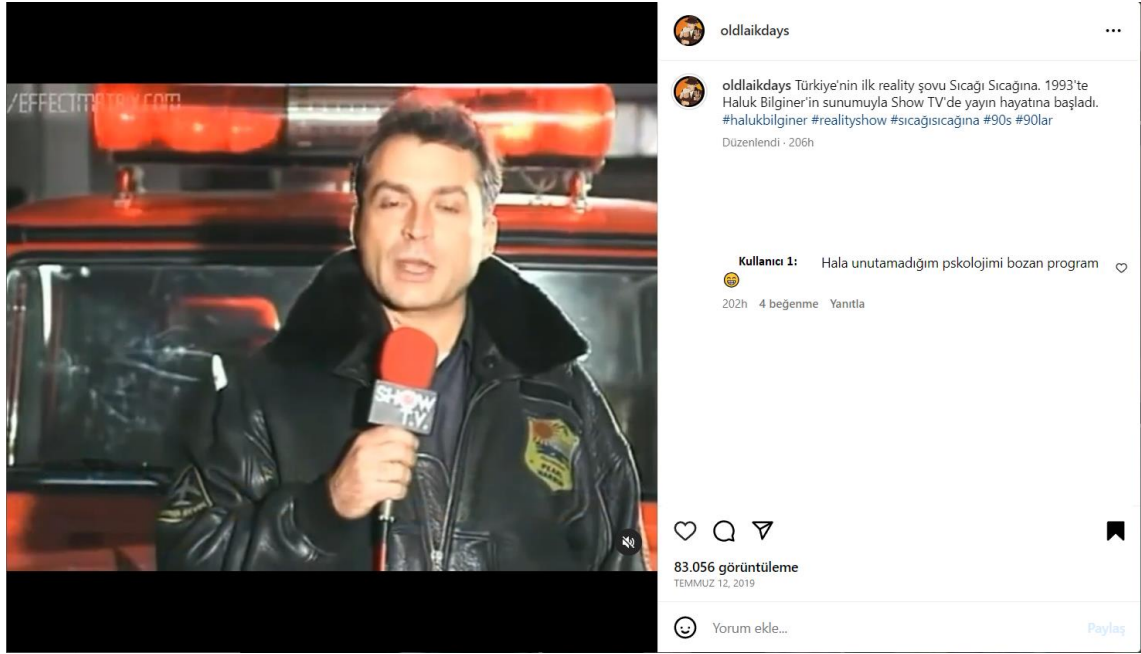 /EFFECTMATRIX.COM
SHOW
T.V.
PEARL
HARBOR
oldlaikdays
oldlaikdays Türkiye'nin ilk reality şovu Sıcağı Sıcağına. 1993'te
Haluk Bilginer'in sunumuyla Show TV'de yayın hayatına başladı.
#halukbilginer #realityshow #sıcağısıcağına #90s #90lar
Düzenlendi · 206h
Kullanıcı 1: Hala unutamadığım pskolojimi bozan program
😁
202h 4 beğenme Yanıtla
83.056 görüntüleme
TEMMUZ 12, 2019
Yorum ekle...
Paylaş